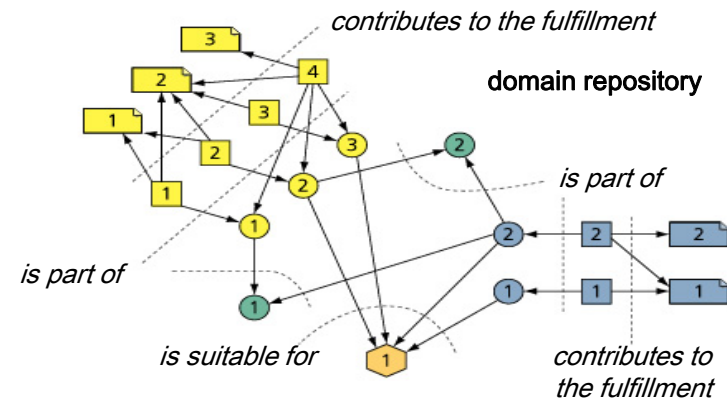 contributes to the fulfillment
3
4
2
domain repository
3
1
2
3
2
1
2
is part of
1
2
2
2
is part of
1
1
1
1
is suitable for
1
contributes to
the fulfillment